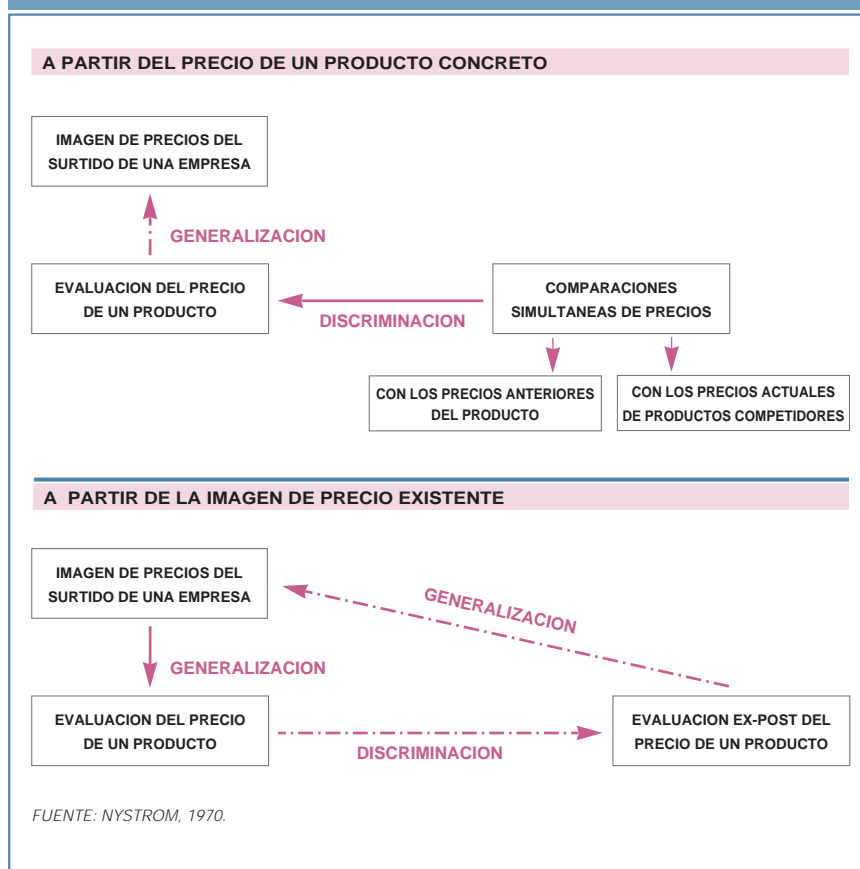 A PARTIR DEL PRECIO DE UN PRODUCTO CONCRETO
IMAGEN DE PRECIOS DEL
SURTIDO DE UNA EMPRESA
GENERALIZACION
EVALUACION DEL PRECIO
DE UN PRODUCTO
DISCRIMINACION
COMPARACIONES
SIMULTANEAS DE PRECIOS
CON LOS PRECIOS ANTERIORES
DEL PRODUCTO
CON LOS PRECIOS ACTUALES
DE PRODUCTOS COMPETIDORES
A PARTIR DE LA IMAGEN DE PRECIO EXISTENTE
IMAGEN DE PRECIOS DEL
SURTIDO DE UNA EMPRESA
GENERALIZACION
GENERALIZACION
EVALUACION DEL PRECIO
DE UN PRODUCTO
DISCRIMINACION
EVALUACION EX-POST DEL
PRECIO DE UN PRODUCTO
FUENTE: NYSTROM, 1970.